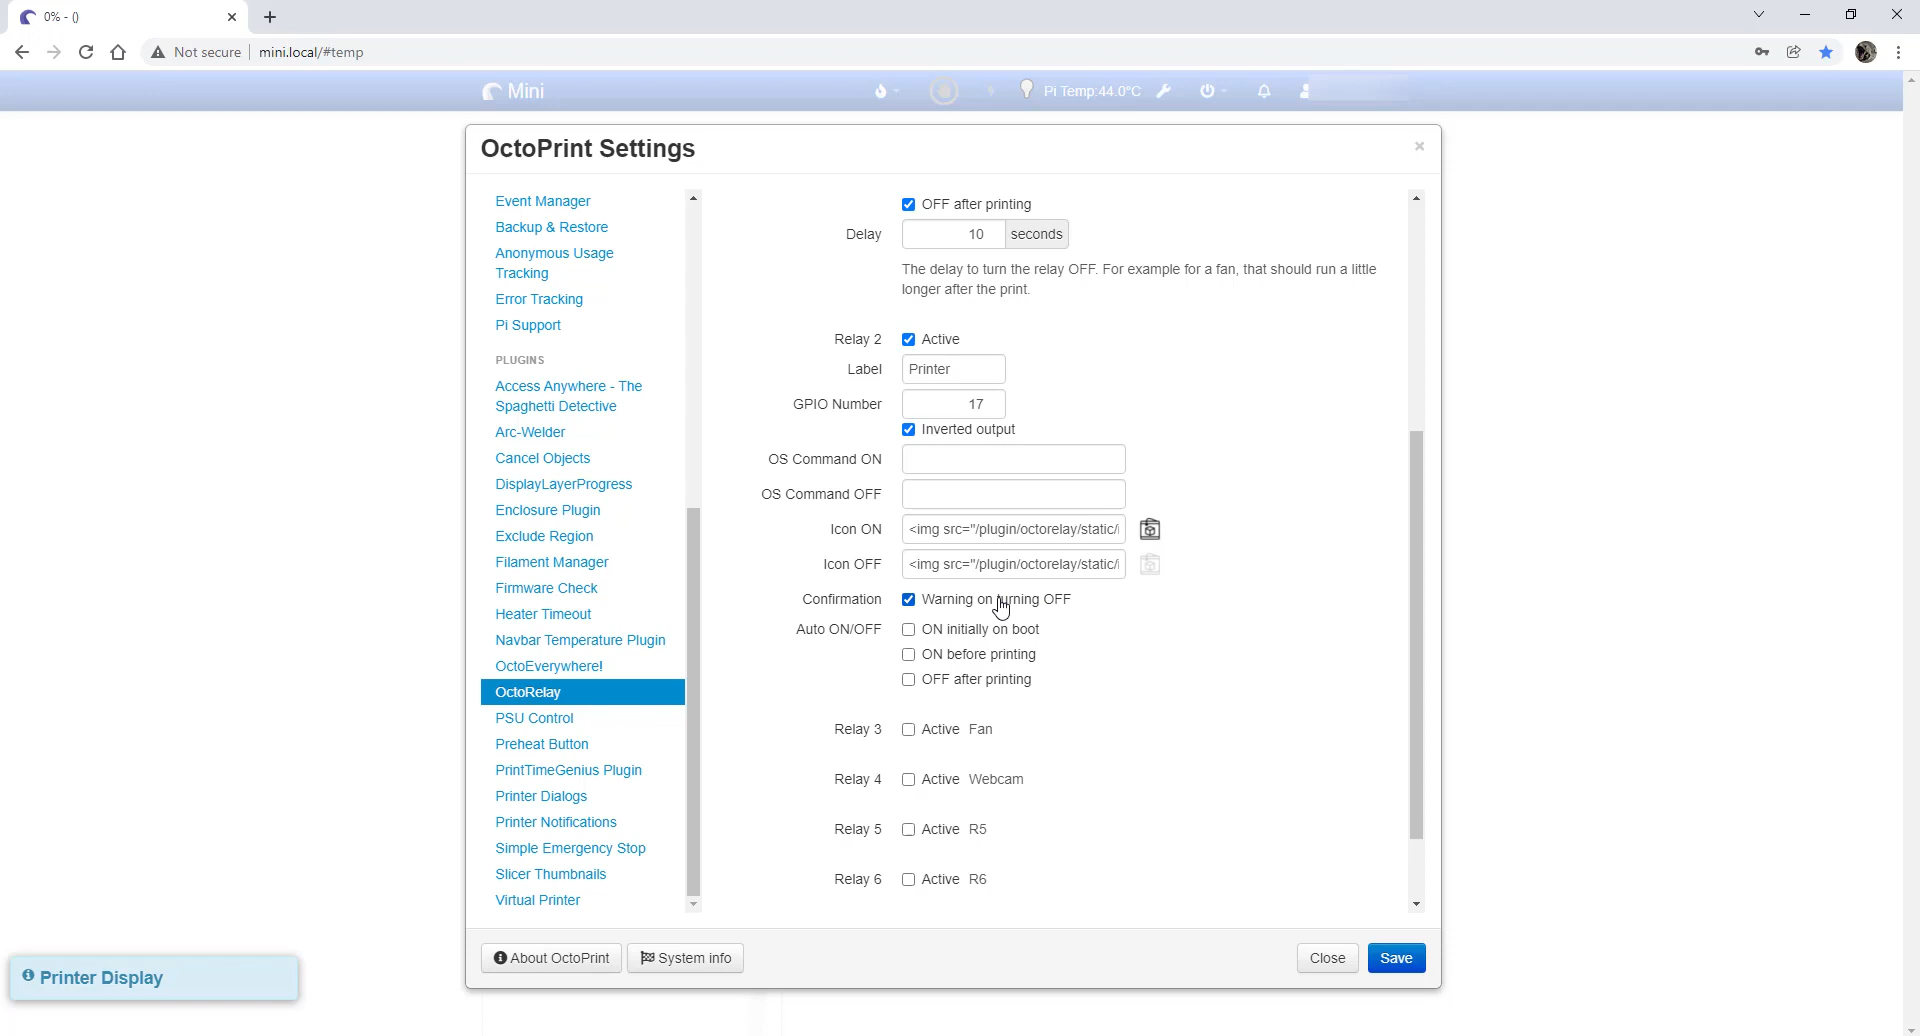 0% - ()
Not secure
mini.local/#temp
Mini
Pi Temp:44.0°C
OctoPrint Settings
Event Manager
Backup & Restore
Anonymous Usage
Tracking
Error Tracking
Pi Support
PLUGINS
Access Anywhere - The
Spaghetti Detective
Arc-Welder
Cancel Objects
DisplayLayerProgress
Enclosure Plugin
Exclude Region
Filament Manager
Firmware Check
Heater Timeout
Navbar Temperature Plugin
OctoEverywhere!
OctoRelay
PSU Control
Preheat Button
PrintTimeGenius Plugin
Printer Dialogs
Printer Notifications
Simple Emergency Stop
Slicer Thumbnails
Virtual Printer
OFF after printing
Delay 10 seconds
The delay to turn the relay OFF. For example for a fan, that should run a little
longer after the print.
Relay 2 Active
Label Printer
GPIO Number 17
Inverted output
OS Command ON
OS Command OFF
Icon ON <img src="/plugin/octorelay/static/i
Icon OFF <img src="/plugin/octorelay/static/i
Confirmation Warning on turning OFF
Auto ON/OFF ON initially on boot
ON before printing
OFF after printing
Relay 3 Active Fan
Relay 4 Active Webcam
Relay 5 Active R5
Relay 6 Active R6
About OctoPrint
System info
Close
Save
Printer Display